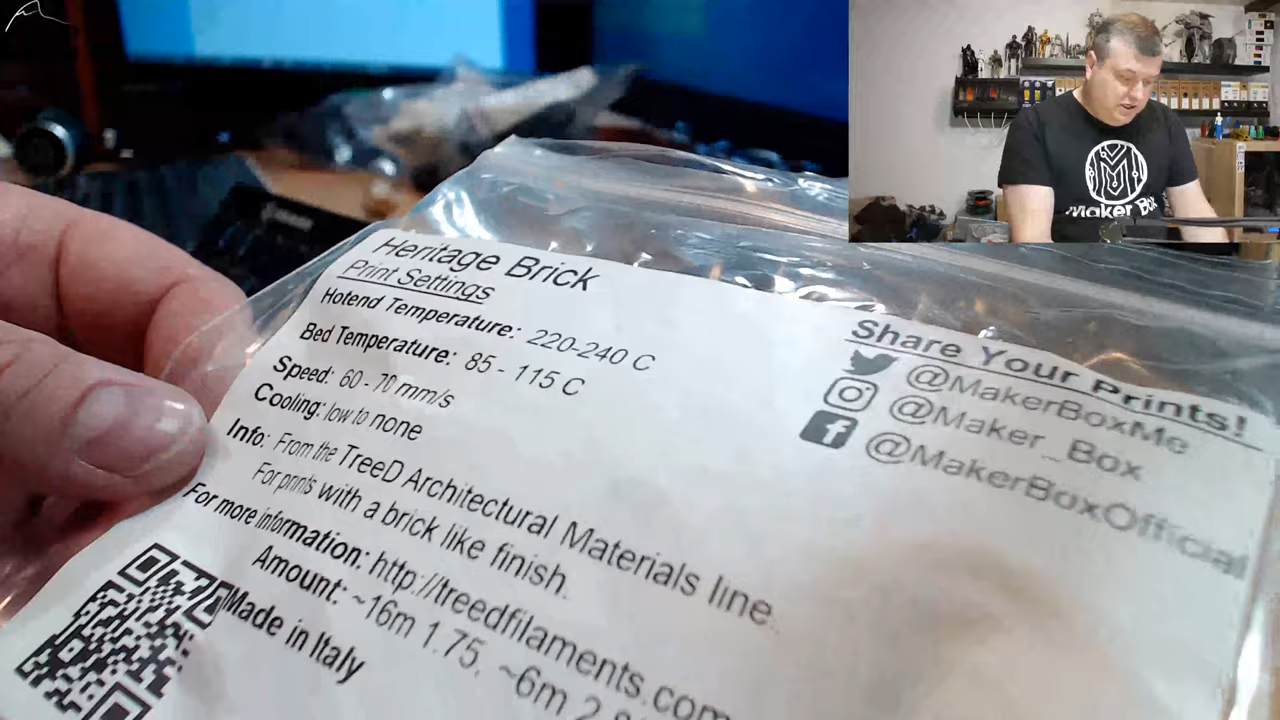 Heritage Brick
Print Settings
Hotend Temperature: 220-240 C
Bed Temperature: 85 - 115 C
Speed: 60 - 70 mm/s
Cooling: low to none
Info: From the TreeD Architectural Materials line.
For prints with a brick like finish.
For more information: http://treedfilaments.com
Amount: ~16m 1.75, ~6m 2.
Made in Italy
Share Your Prints!
@MakerBoxMe
@Maker_Box
@MakerBoxOfficial
Maker Box